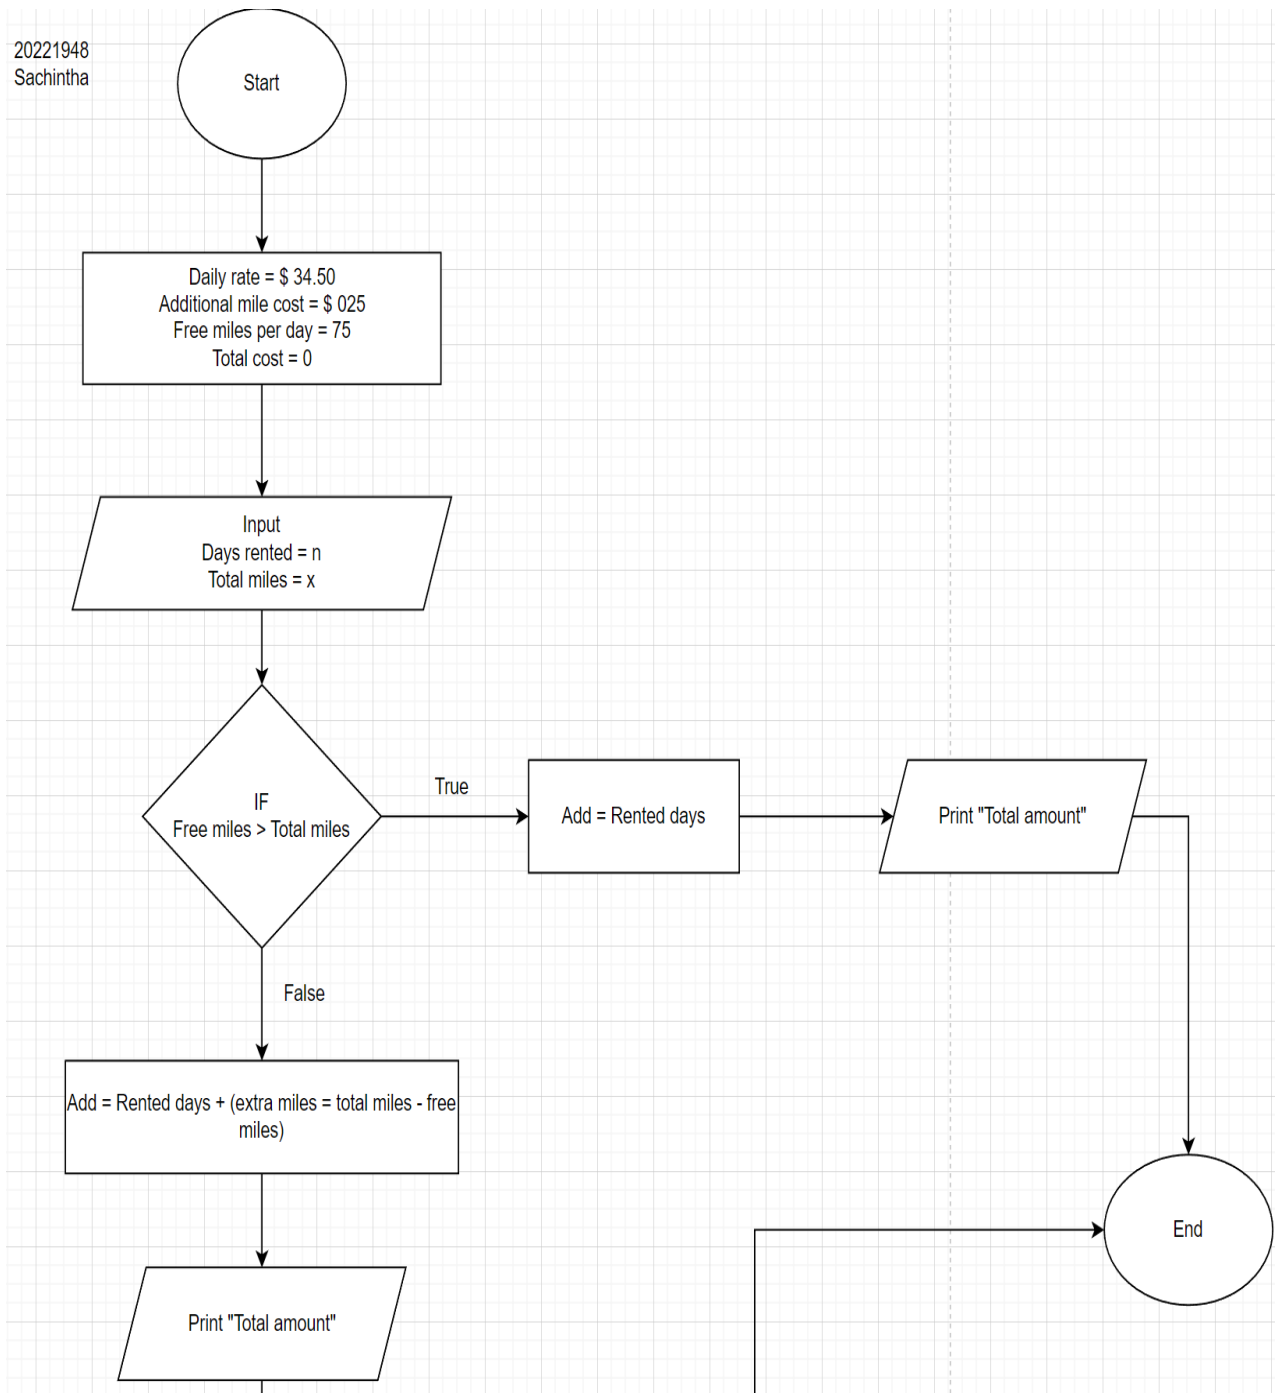 20221948
Sachintha
Start
Daily rate = $ 34.50
Additional mile cost = $ 025
Free miles per day = 75
Total cost = 0
Input
Days rented = n
Total miles = x
IF
Free miles > Total miles
True
Add = Rented days
Print "Total amount"
False
Add = Rented days + (extra miles = total miles - free
miles)
End
Print "Total amount"